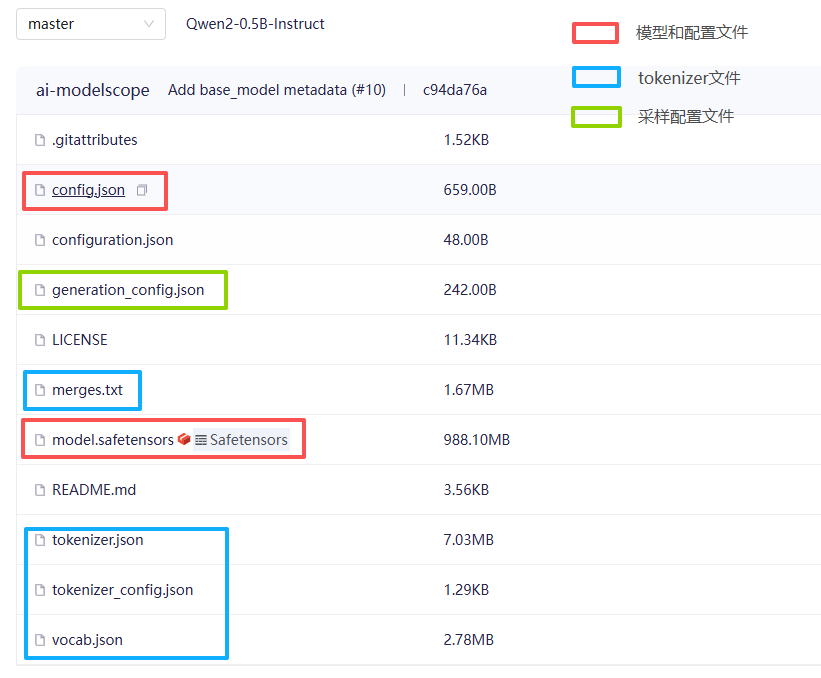 master Qwen2-0.5B-Instruct
模型和配置文件
tokenizer文件
采样配置文件
ai-modelscope Add base_model metadata (#10) | c94da76a
.gitattributes 1.52KB
config.json 659.00B
configuration.json 48.00B
generation_config.json 242.00B
LICENSE 11.34KB
merges.txt 1.67MB
model.safetensors Safetensors 988.10MB
README.md 3.56KB
tokenizer.json 7.03MB
tokenizer_config.json 1.29KB
vocab.json 2.78MB